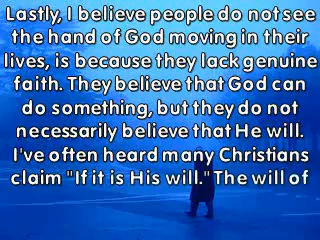 Lastly, I believe people do not see
the hand of God moving in their
lives, is because they lack genuine
faith. They believe that God can
do something, but they do not
necessarily believe that He will.
I've often heard many Christians
claim "If it is His will." The will of